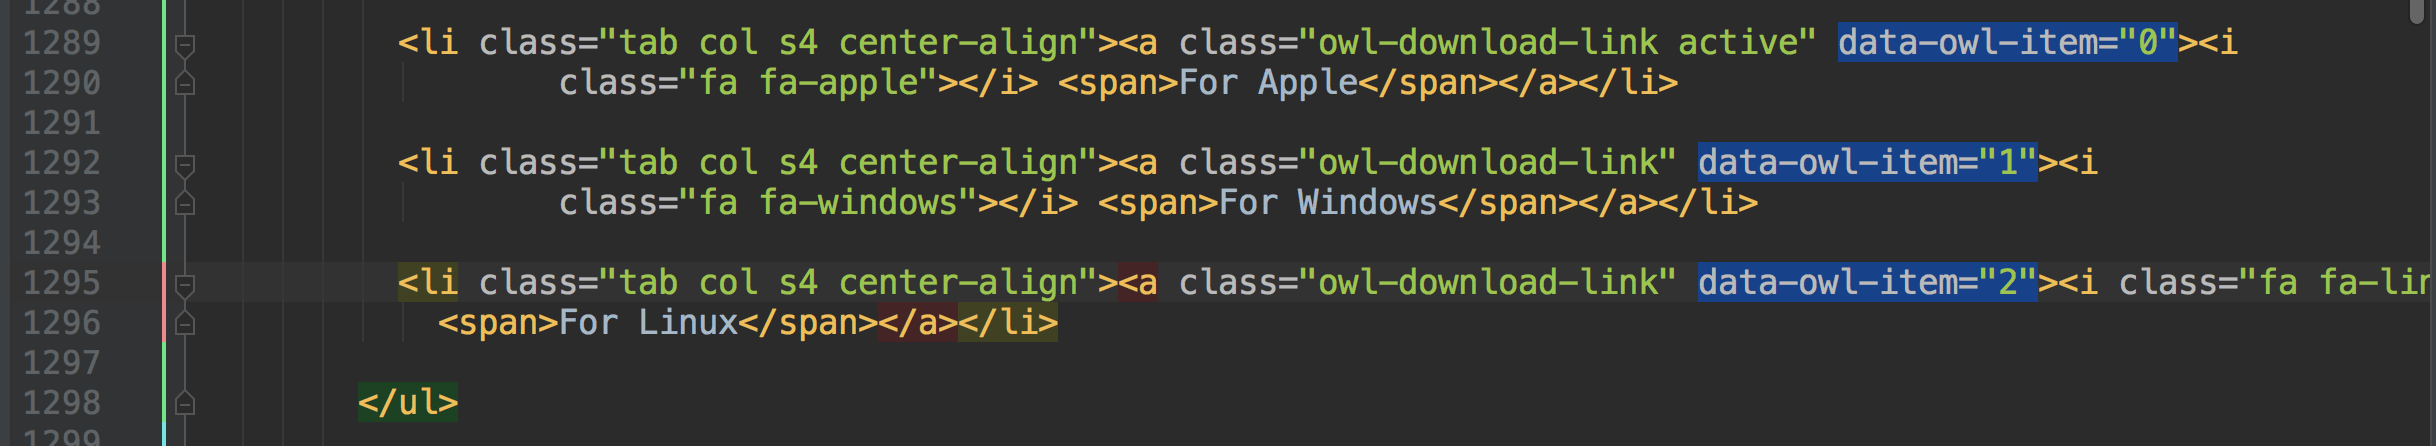 1288
1289 <li class="tab col s4 center-align"><a class="owl-download-link active" data-owl-item="0"><i
1290 class="fa fa-apple"></i> <span>For Apple</span></a></li>
1291
1292 <li class="tab col s4 center-align"><a class="owl-download-link" data-owl-item="1"><i
1293 class="fa fa-windows"></i> <span>For Windows</span></a></li>
1294
1295 <li class="tab col s4 center-align"><a class="owl-download-link" data-owl-item="2"><i class="fa fa-lin
1296 <span>For Linux</span></a></li>
1297
1298 </ul>
1299